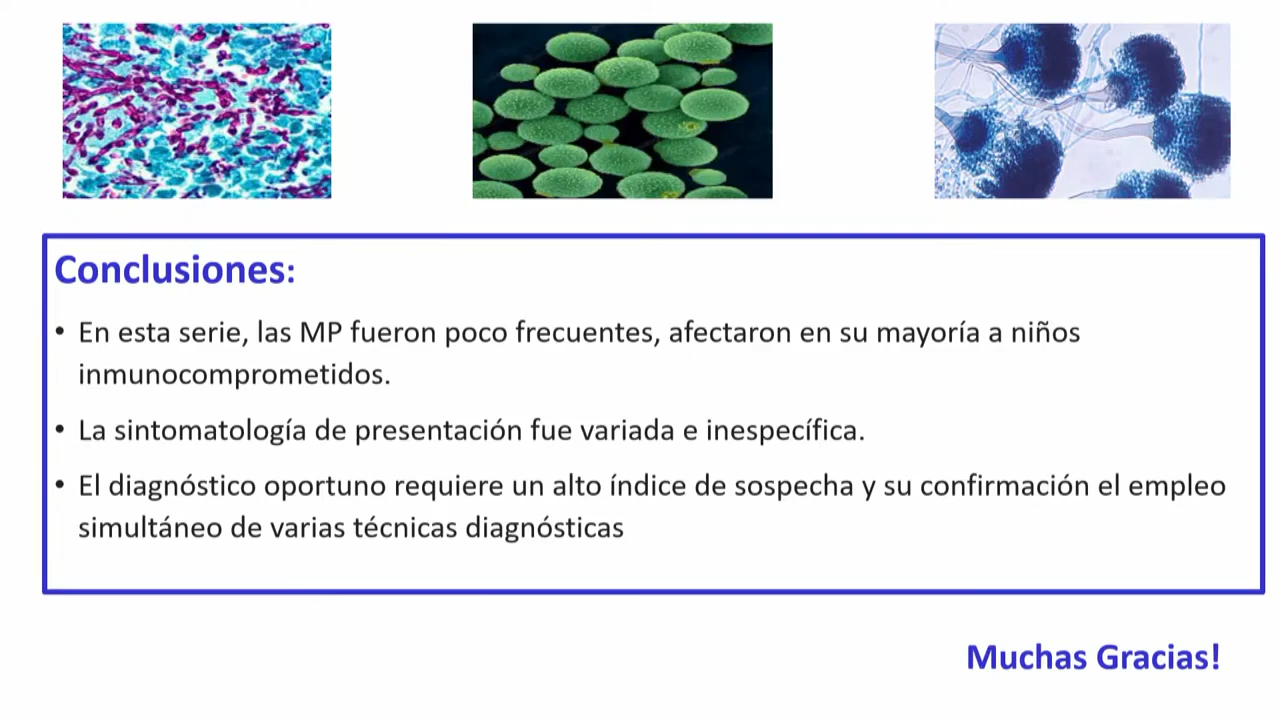 Conclusiones:
• En esta serie, las MP fueron poco frecuentes, afectaron en su mayoría a niños
inmunocomprometidos.
• La sintomatología de presentación fue variada e inespecífica.
• El diagnóstico oportuno requiere un alto índice de sospecha y su confirmación el empleo
simultáneo de varias técnicas diagnósticas
Muchas Gracias!